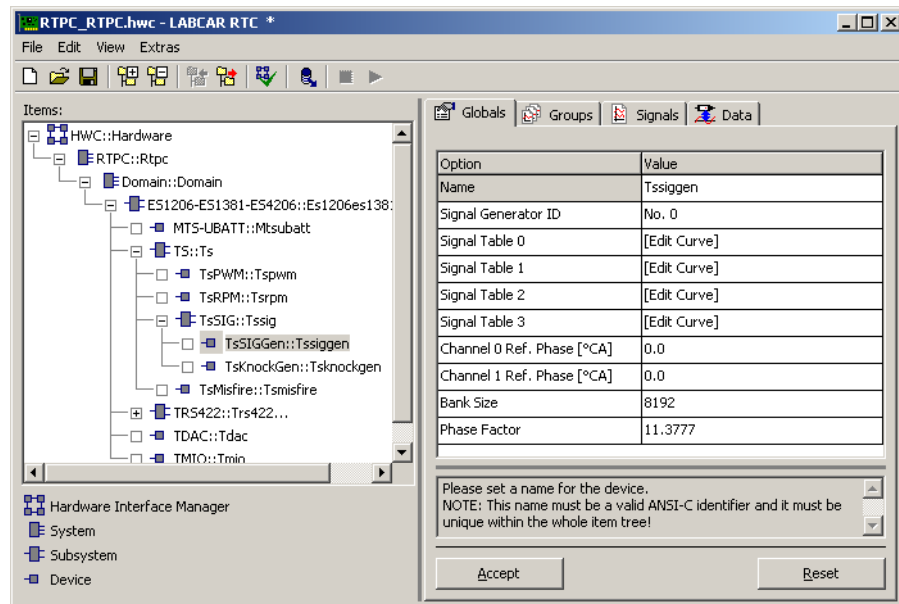 RTPC_RTPC.hwc - LABCAR RTC *
File Edit View Extras
Items:
HWC::Hardware
RTPC::Rtpc
Domain::Domain
ES1206-ES1381-ES4206::Es1206es138
MTS-UBATT::Mtsubatt
TS::Ts
TsPWM::Tspwm
TsRPM::Tsrpm
TsSIG::Tssig
TsSIGGen::Tssiggen
TsKnockGen::Tsknockgen
TsMisfire::Tsmisfire
TRS422::Trs422...
TDAC::Tdac
TMIO::Tmio
Hardware Interface Manager
System
Subsystem
Device
Globals Groups Signals Data
Option Value
Name Tssiggen
Signal Generator ID No. 0
Signal Table 0 [Edit Curve]
Signal Table 1 [Edit Curve]
Signal Table 2 [Edit Curve]
Signal Table 3 [Edit Curve]
Channel 0 Ref. Phase [°CA] 0.0
Channel 1 Ref. Phase [°CA] 0.0
Bank Size 8192
Phase Factor 11.3777
Please set a name for the device.
NOTE: This name must be a valid ANSI-C identifier and it must be
unique within the whole item tree!
Accept Reset